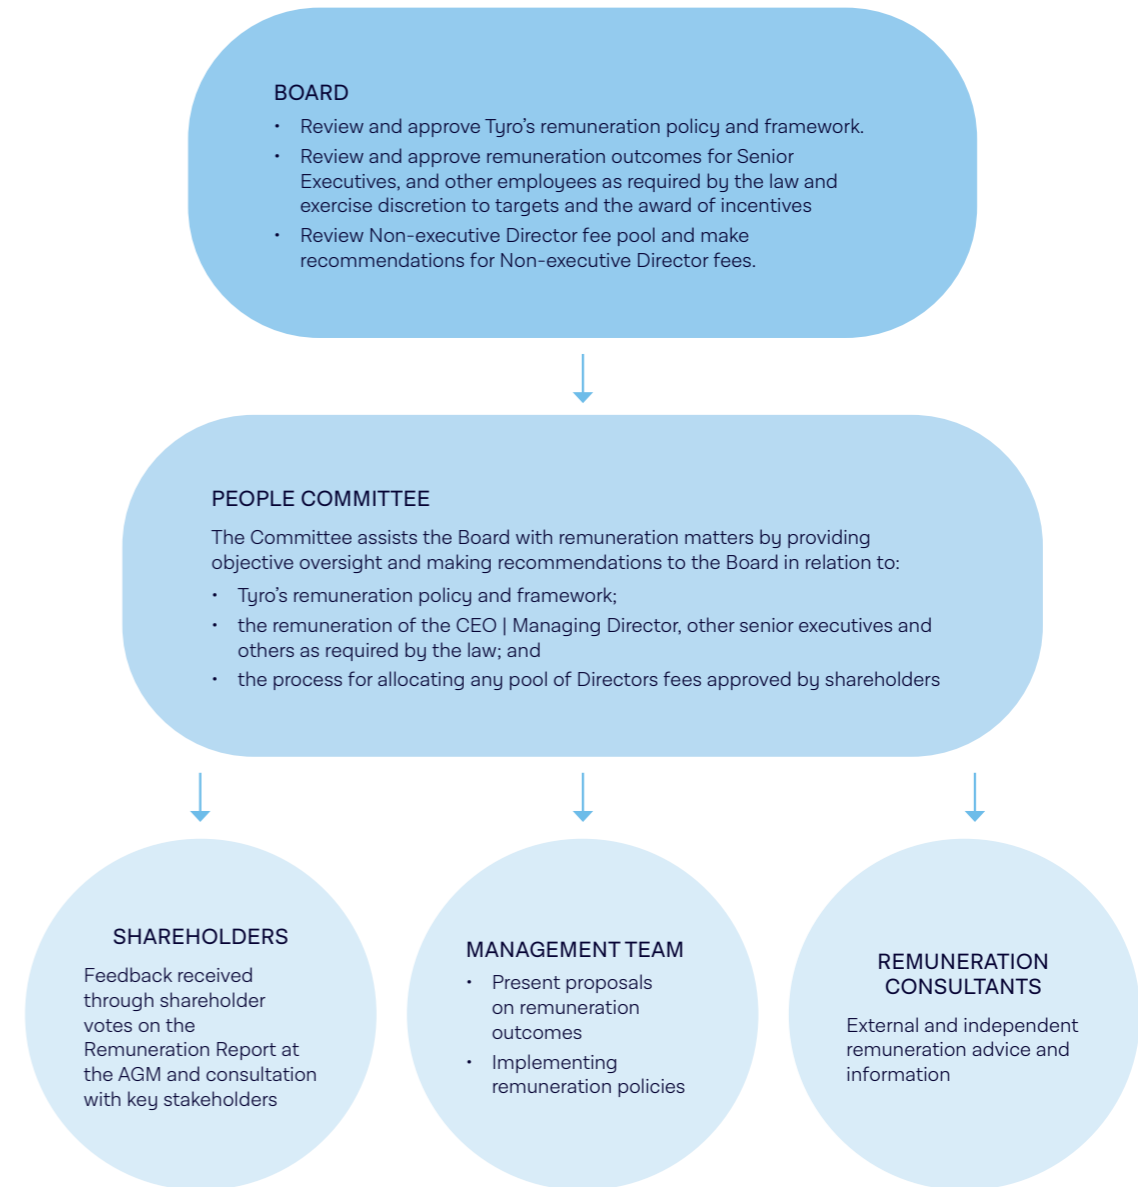 BOARD
• Review and approve Tyro's remuneration policy and framework.
• Review and approve remuneration outcomes for Senior
Executives, and other employees as required by the law and
exercise discretion to targets and the award of incentives
• Review Non-executive Director fee pool and make
recommendations for Non-executive Director fees.
PEOPLE COMMITTEE
The Committee assists the Board with remuneration matters by providing
objective oversight and making recommendations to the Board in relation to:
• Tyro's remuneration policy and framework;
• the remuneration of the CEO | Managing Director, other senior executives and
others as required by the law; and
• the process for allocating any pool of Directors fees approved by shareholders
SHAREHOLDERS
Feedback received
through shareholder
votes on the
Remuneration Report at
the AGM and consultation
with key stakeholders
MANAGEMENT TEAM
• Present proposals
on remuneration
outcomes
• Implementing
remuneration policies
REMUNERATION
CONSULTANTS
External and independent
remuneration advice and
information